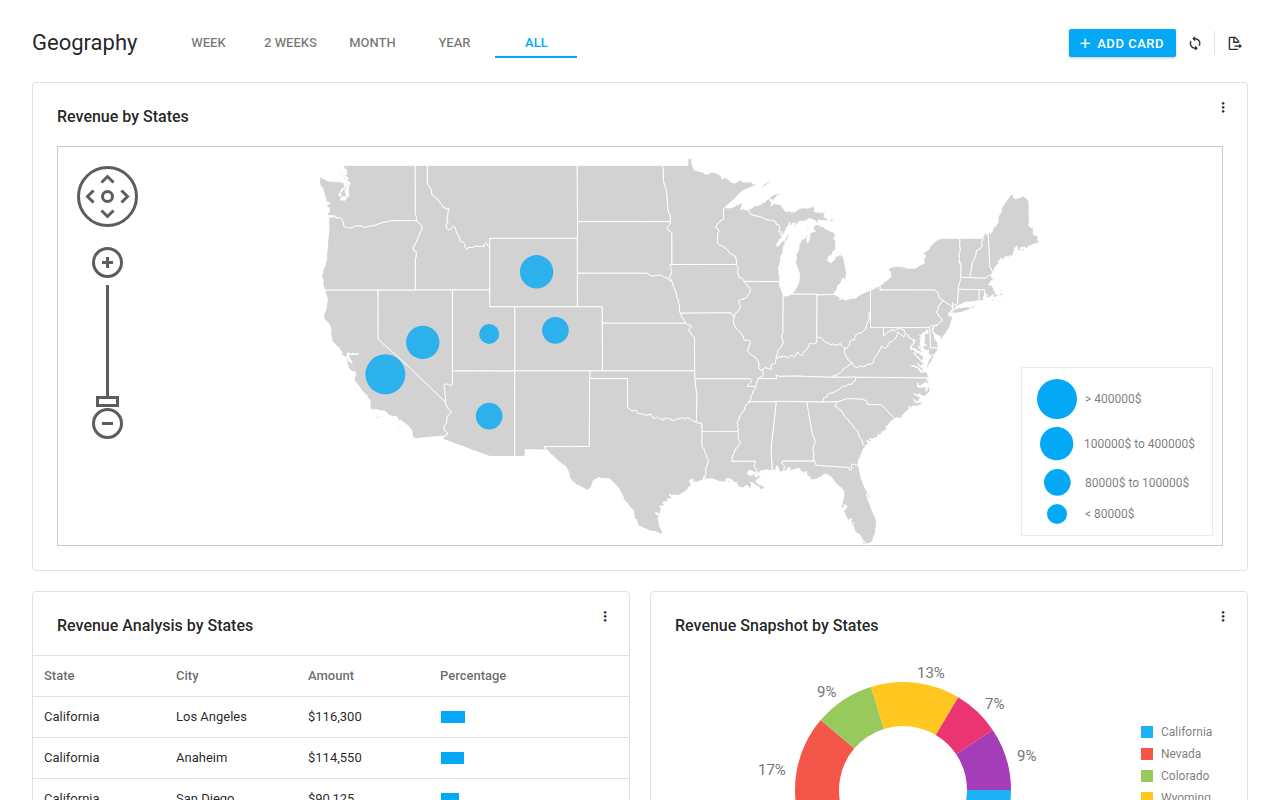 Geography
WEEK
2 WEEKS
MONTH
YEAR
ALL
ADD CARD
Revenue by States
> 400000$
100000$ to 400000$
80000$ to 100000$
< 80000$
Revenue Analysis by States
State City Amount Percentage
California Los Angeles $116,300
California Anaheim $114,550
California San Diego $90,125
Revenue Snapshot by States
13%
9%
7%
9%
17%
California
Nevada
Colorado
Wyoming